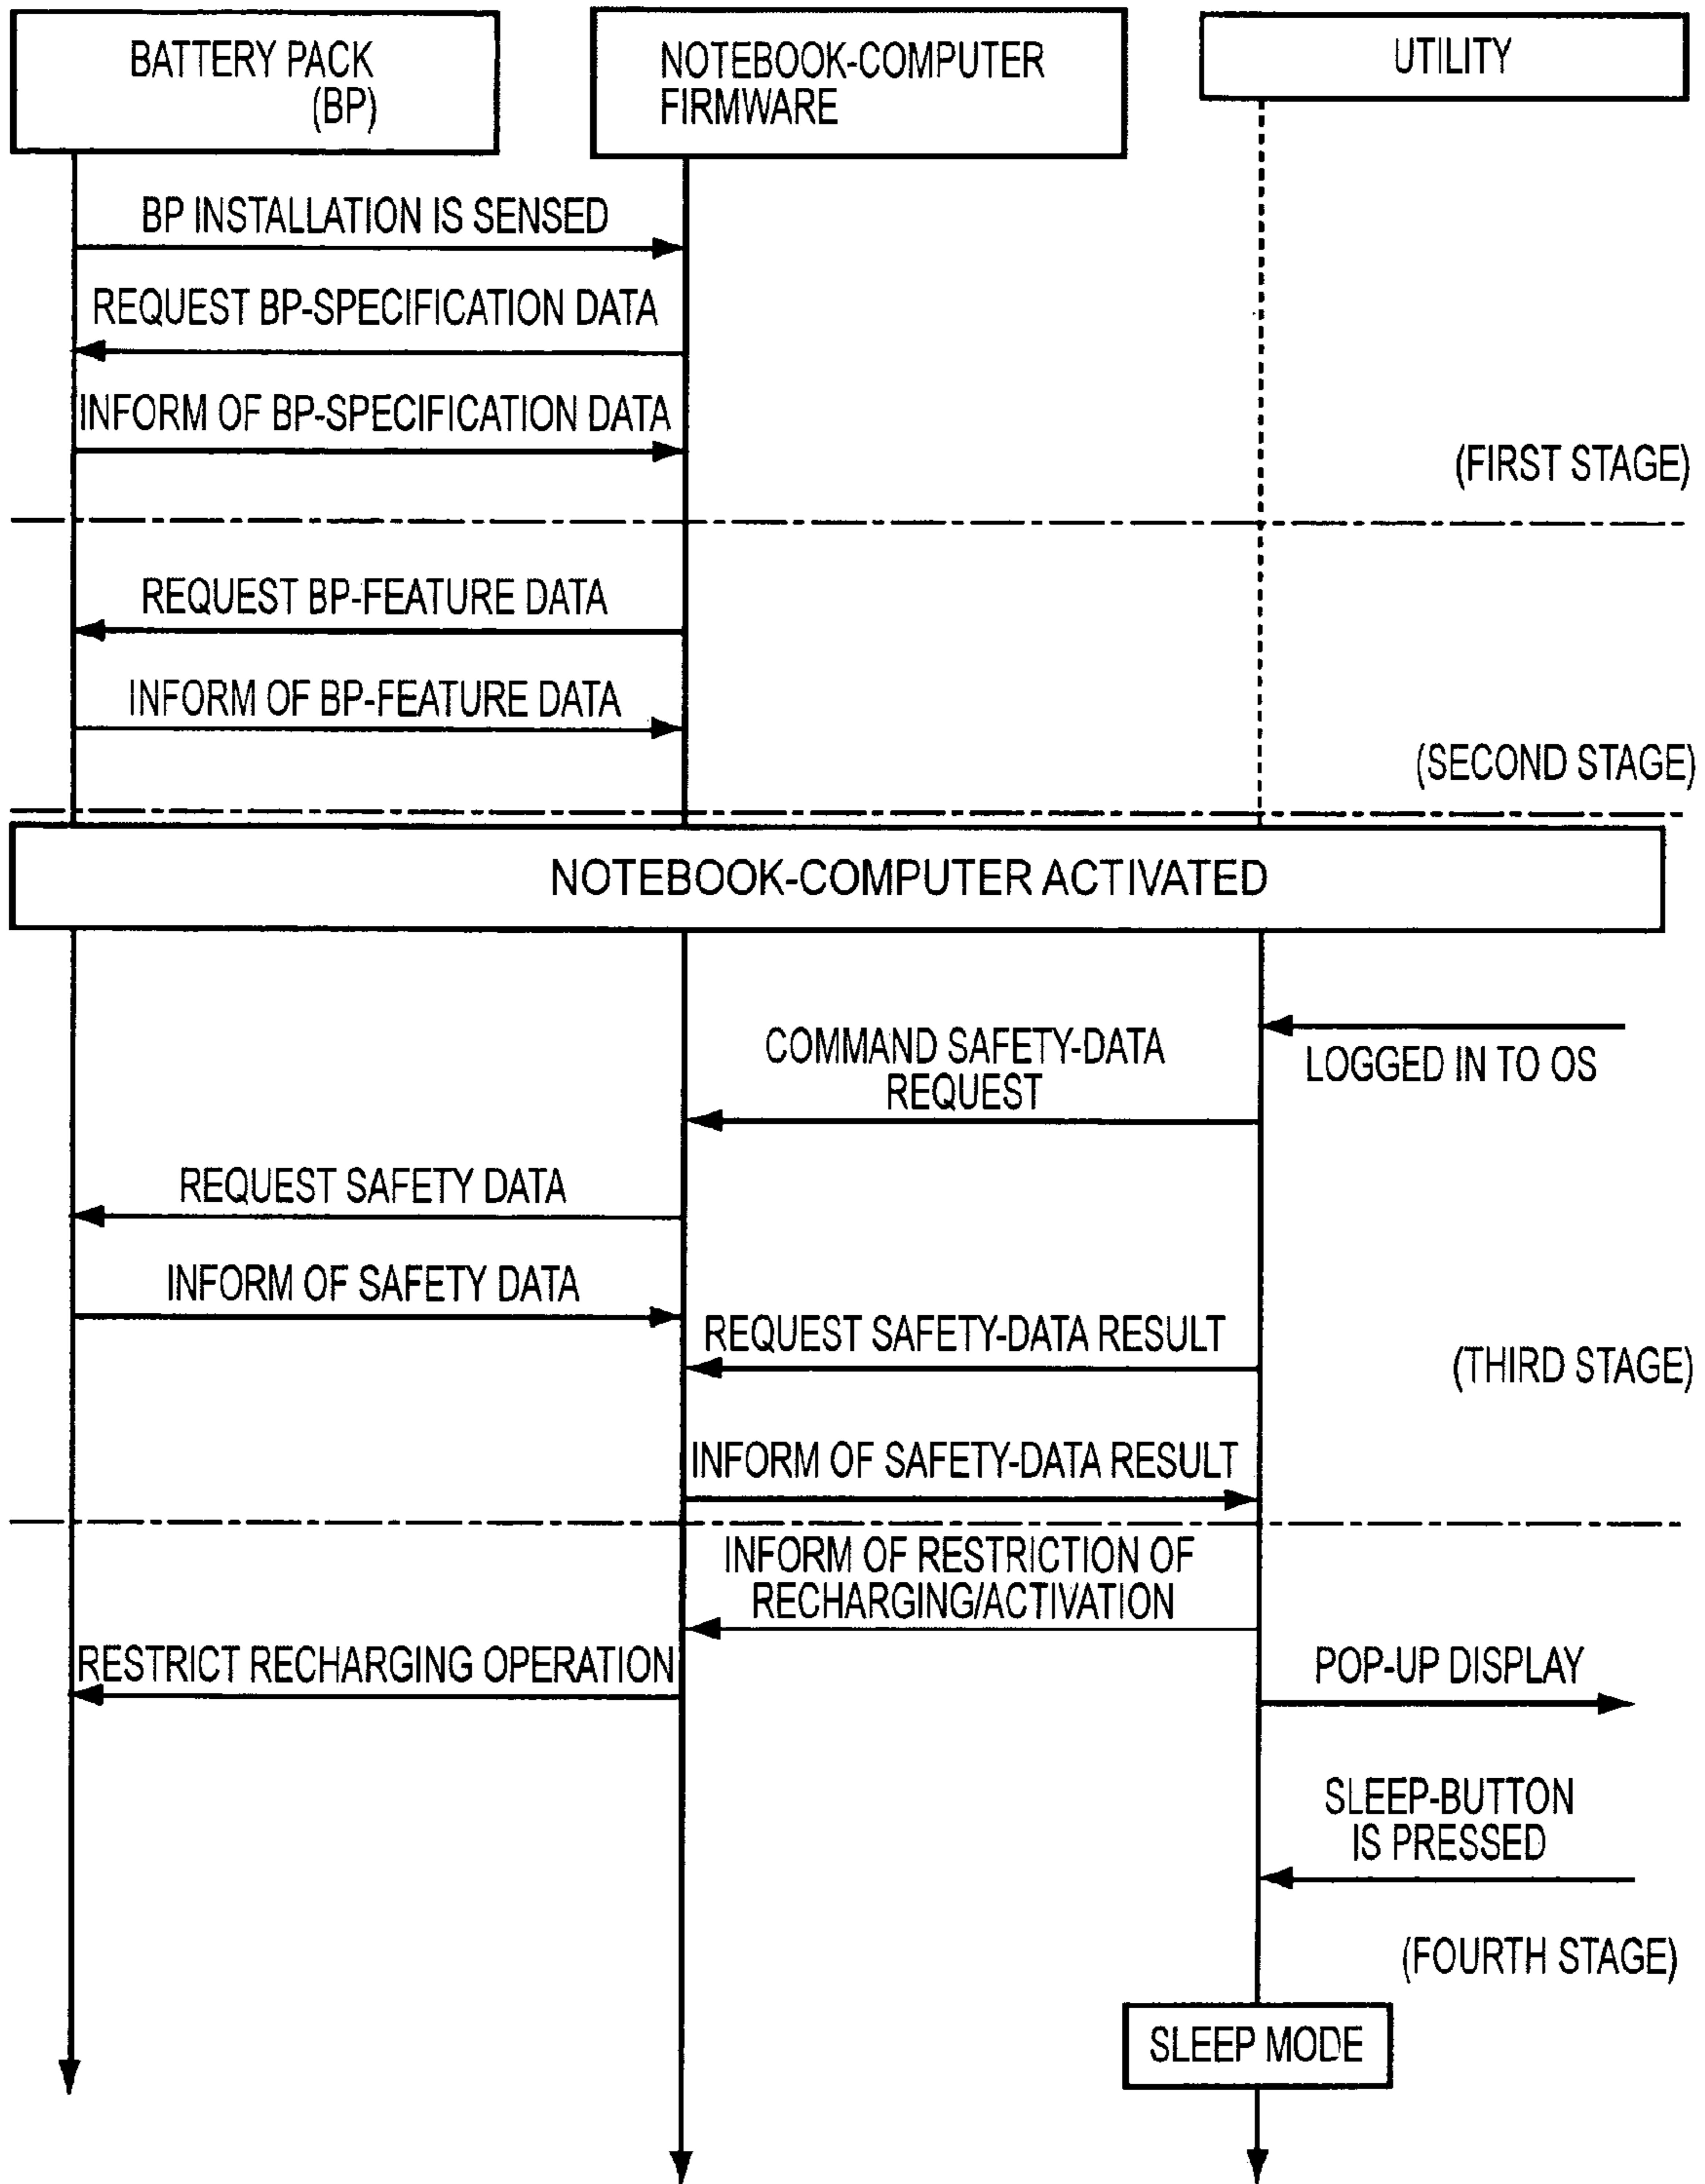 BATTERY PACK
(BP)
NOTEBOOK-COMPUTER
FIRMWARE
UTILITY
BP INSTALLATION IS SENSED
REQUEST BP-SPECIFICATION DATA
INFORM OF BP-SPECIFICATION DATA
(FIRST STAGE)
REQUEST BP-FEATURE DATA
INFORM OF BP-FEATURE DATA
(SECOND STAGE)
NOTEBOOK-COMPUTER ACTIVATED
LOGGED IN TO OS
COMMAND SAFETY-DATA
REQUEST
REQUEST SAFETY DATA
INFORM OF SAFETY DATA
REQUEST SAFETY-DATA RESULT
(THIRD STAGE)
INFORM OF SAFETY-DATA RESULT
INFORM OF RESTRICTION OF
RECHARGING/ACTIVATION
RESTRICT RECHARGING OPERATION
POP-UP DISPLAY
SLEEP-BUTTON
IS PRESSED
(FOURTH STAGE)
SLEEP MODE